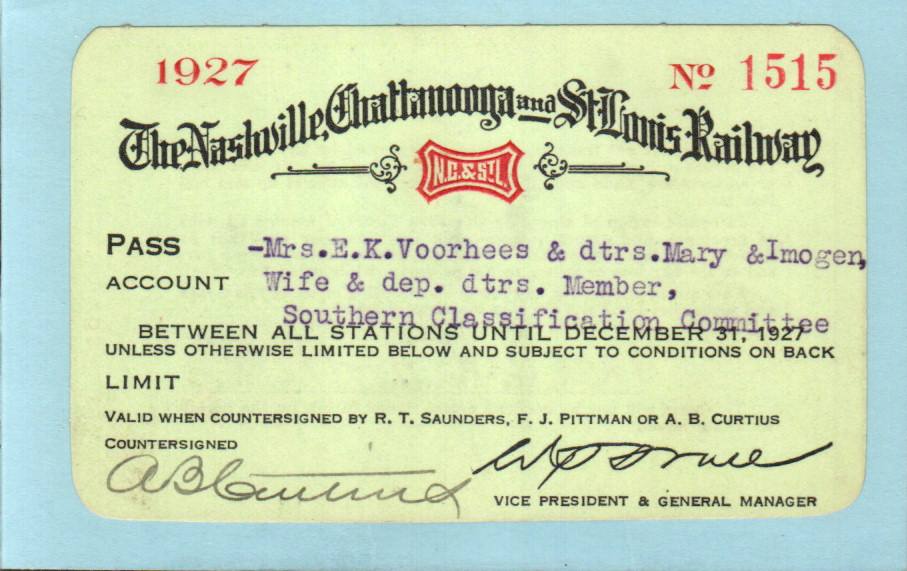 1927
Nº 1515
The Nashville, Chattanooga and St. Louis Railway
N.C. & ST.L.
PASS -Mrs.E.K.Voorhees & dtrs.Mary &Imogen,
ACCOUNT Wife & dep. dtrs. Member,
Southern Classification Committee
BETWEEN ALL STATIONS UNTIL DECEMBER 31, 1927
UNLESS OTHERWISE LIMITED BELOW AND SUBJECT TO CONDITIONS ON BACK
LIMIT
VALID WHEN COUNTERSIGNED BY R. T. SAUNDERS, F. J. PITTMAN OR A. B. CURTIUS
COUNTERSIGNED
A B Curtius
VICE PRESIDENT & GENERAL MANAGER